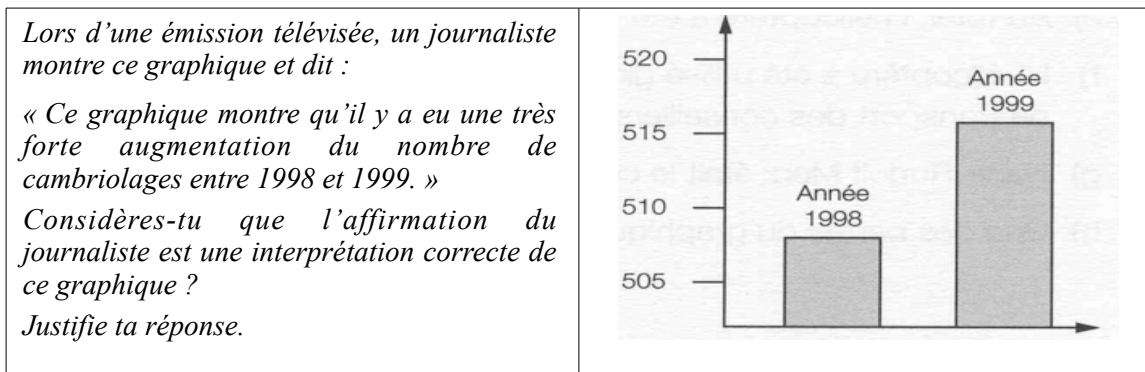 Lors d’une émission télévisée, un journaliste
montre ce graphique et dit :
« Ce graphique montre qu’il y a eu une très
forte augmentation du nombre de
cambriolages entre 1998 et 1999. »
Considères-tu que l’affirmation du
journaliste est une interprétation correcte de
ce graphique ?
Justifie ta réponse.
520
515
510
505
Année
1998
Année
1999